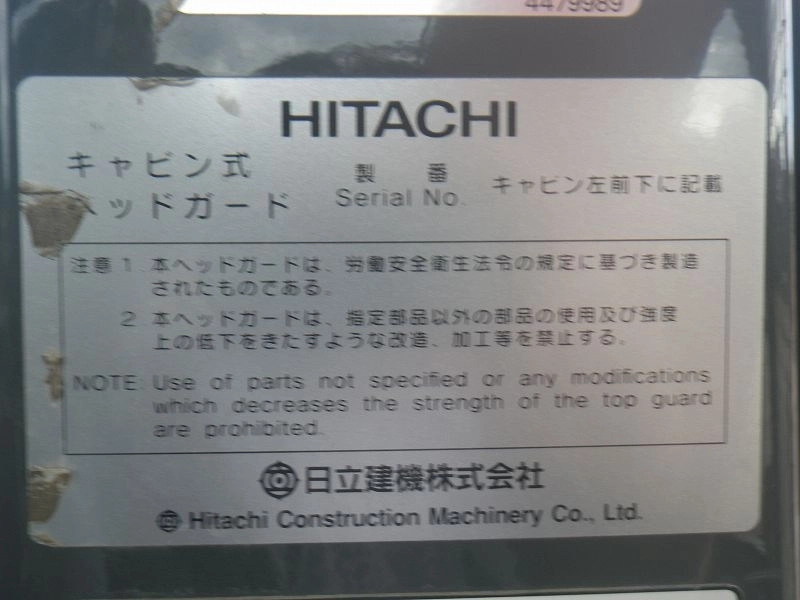 4479989
HITACHI
キャビン式
ヘッドガード
製 番
Serial No.
キャビン左前下に記載
注意 1 本ヘッドガードは、労働安全衛生法令の規定に基づき製造
されたものである。
2 本ヘッドガードは、指定部品以外の部品の使用及び強度
上の低下をきたすような改造、加工等を禁止する。
NOTE: Use of parts not specified or any modifications
which decreases the strength of the top guard
are prohibited.
日立建機株式会社
Hitachi Construction Machinery Co., Ltd.